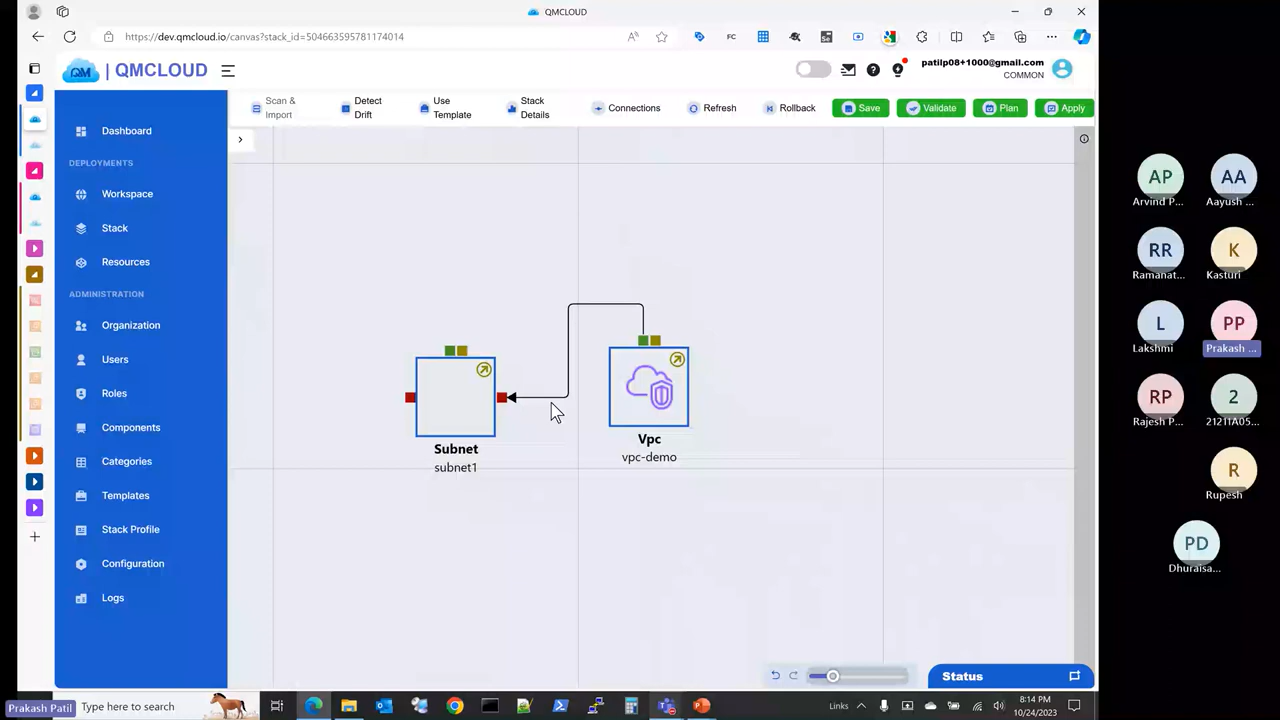 QMCLOUD
https://dev.qmcloud.io/canvas?stack_id=504663595781174014
FC
QM | QMCLOUD
patilp08+1000@gmail.com
COMMON
Scan &
Import
Detect
Drift
Use
Template
Stack
Details
Connections
Refresh
Rollback
Save
Validate
Plan
Apply
Dashboard
DEPLOYMENTS
Workspace
Stack
Resources
ADMINISTRATION
Organization
Users
Roles
Components
Categories
Templates
Stack Profile
Configuration
Logs
Subnet
subnet1
Vpc
vpc-demo
Status
AP
Arvind P...
AA
Aayush ...
RR
Ramanat...
K
Kasturi
L
Lakshmi
PP
Prakash ...
RP
Rajesh P...
2
21211A05...
R
Rupesh
PD
Dhuraisa...
Prakash Patil
Type here to search
Links
8:14 PM
10/24/2023